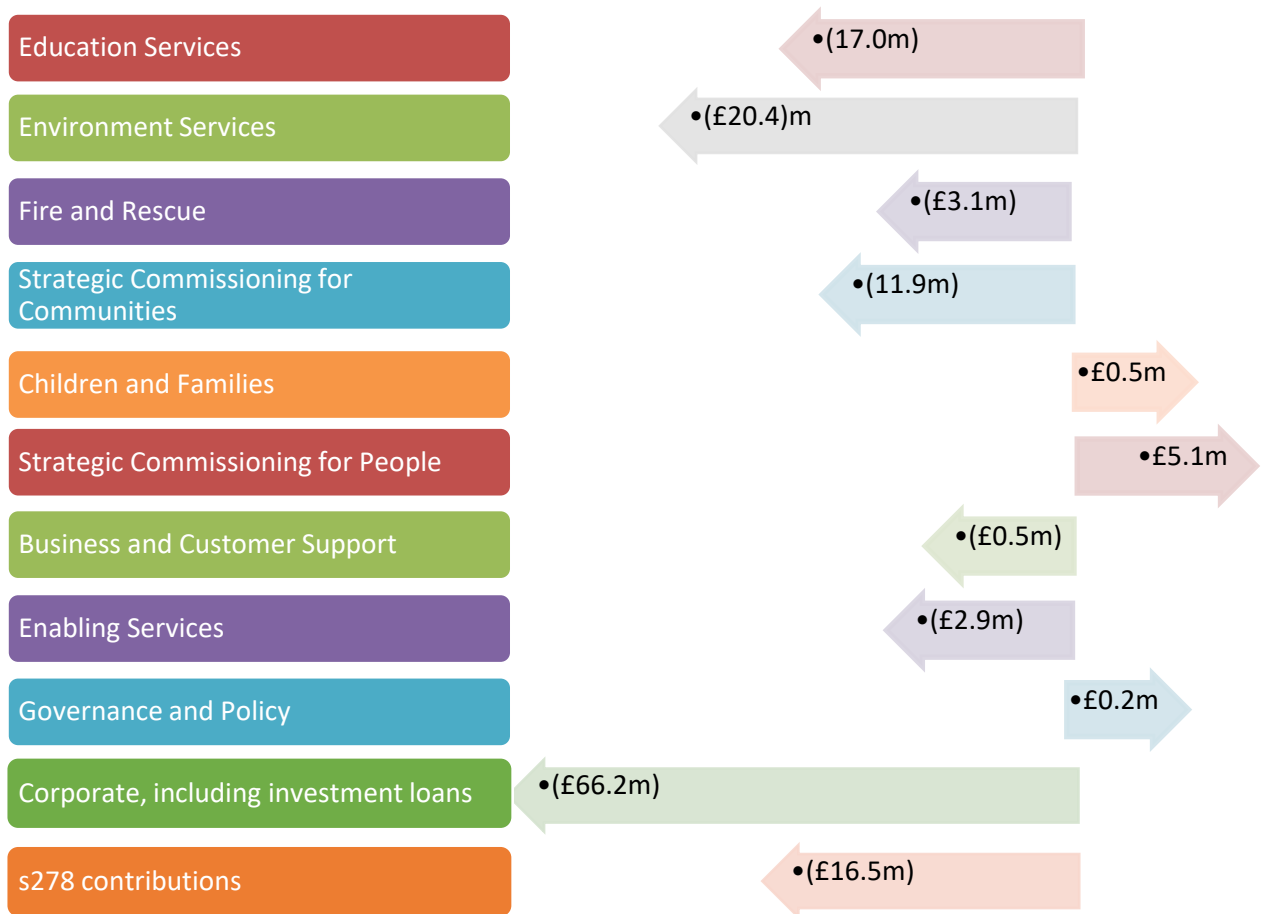 Education Services
•(17.0m)
Environment Services
•(£20.4)m
Fire and Rescue
•(£3.1m)
Strategic Commissioning for
Communities
•(11.9m)
Children and Families
•£0.5m
Strategic Commissioning for People
•£5.1m
Business and Customer Support
•(£0.5m)
Enabling Services
•(£2.9m)
Governance and Policy
•£0.2m
Corporate, including investment loans
•(£66.2m)
s278 contributions
•(£16.5m)